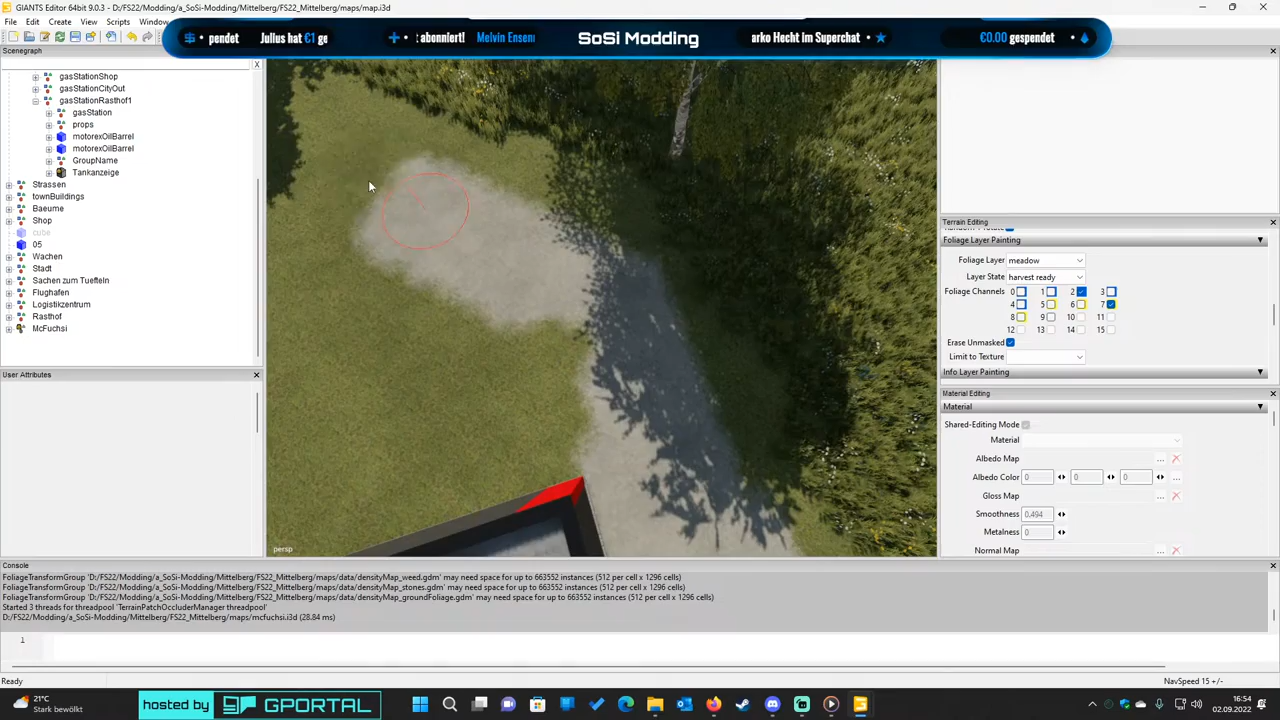 GIANTS Editor 64bit v9.0.3 - D:/FS22/Modding/a_SoSi-Modding/Mittelberg/FS22_Mittelberg/maps/map.i3d
File View Create Scripts Window
$ pendet Julius hat €1 ge + : abonniert! Melvin Ensenı SoSi Modding arko Hecht im Superchat €0.00 gespendet
Scenegraph
X
gasStationShop
gasStationCityOut
gasStationRasthof1
gasStation
props
motorexOilBarrel
motorexOilBarrel
GroupName
Tankanzeige
Strassen
townBuildings
Baeume
Shop
cube
05
Wachen
Stadt
Sachen zum Tuefteln
Flughafen
Logistikzentrum
Rasthof
McFuchsi
User Attributes
persp
Terrain Editing
Foliage Layer Painting
Foliage Layer meadow
Layer State harvest ready
Foliage Channels 0 1 2 3
4 5 6 7
8 9 10 11
12 13 14 15
Erase Unmasked
Limit to Texture
Info Layer Painting
Material Editing
Material
Shared-Editing Mode
Material
Albedo Map ...
Albedo Color 0 0 0 ...
Gloss Map ...
Smoothness 0.494
Metalness 0
Normal Map ...
Console
FoliageTransformGroup 'D:/FS22/Modding/a_SoSi-Modding/Mittelberg/FS22_Mittelberg/maps/data/densityMap_weed.gdm' may need space for up to 663552 instances (512 per cell x 1296 cells)
FoliageTransformGroup 'D:/FS22/Modding/a_SoSi-Modding/Mittelberg/FS22_Mittelberg/maps/data/densityMap_stones.gdm' may need space for up to 663552 instances (512 per cell x 1296 cells)
FoliageTransformGroup 'D:/FS22/Modding/a_SoSi-Modding/Mittelberg/FS22_Mittelberg/maps/data/densityMap_groundFoliage.gdm' may need space for up to 663552 instances (512 per cell x 1296 cells)
Started 3 threads for threadpool 'TerrainPatchOccluderManager threadpool'
D:/FS22/Modding/a_SoSi-Modding/Mittelberg/FS22_Mittelberg/maps/mcfuchsi.i3d (28.84 ms)
1
Ready
NavSpeed 15 +/-
21°C
Stark bewölkt
hosted by GPORTAL
16:54
02.09.2022